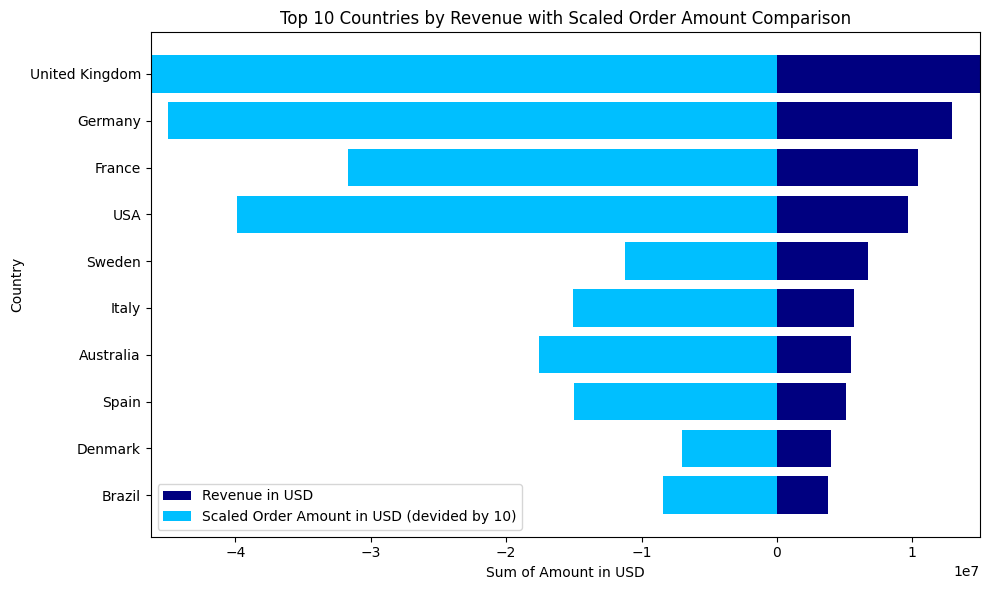 Top 10 Countries by Revenue with Scaled Order Amount Comparison
Country
United Kingdom
Germany
France
USA
Sweden
Italy
Australia
Spain
Denmark
Brazil
Revenue in USD
Scaled Order Amount in USD (devided by 10)
−4 −3 −2 −1 0 1
1e7
Sum of Amount in USD